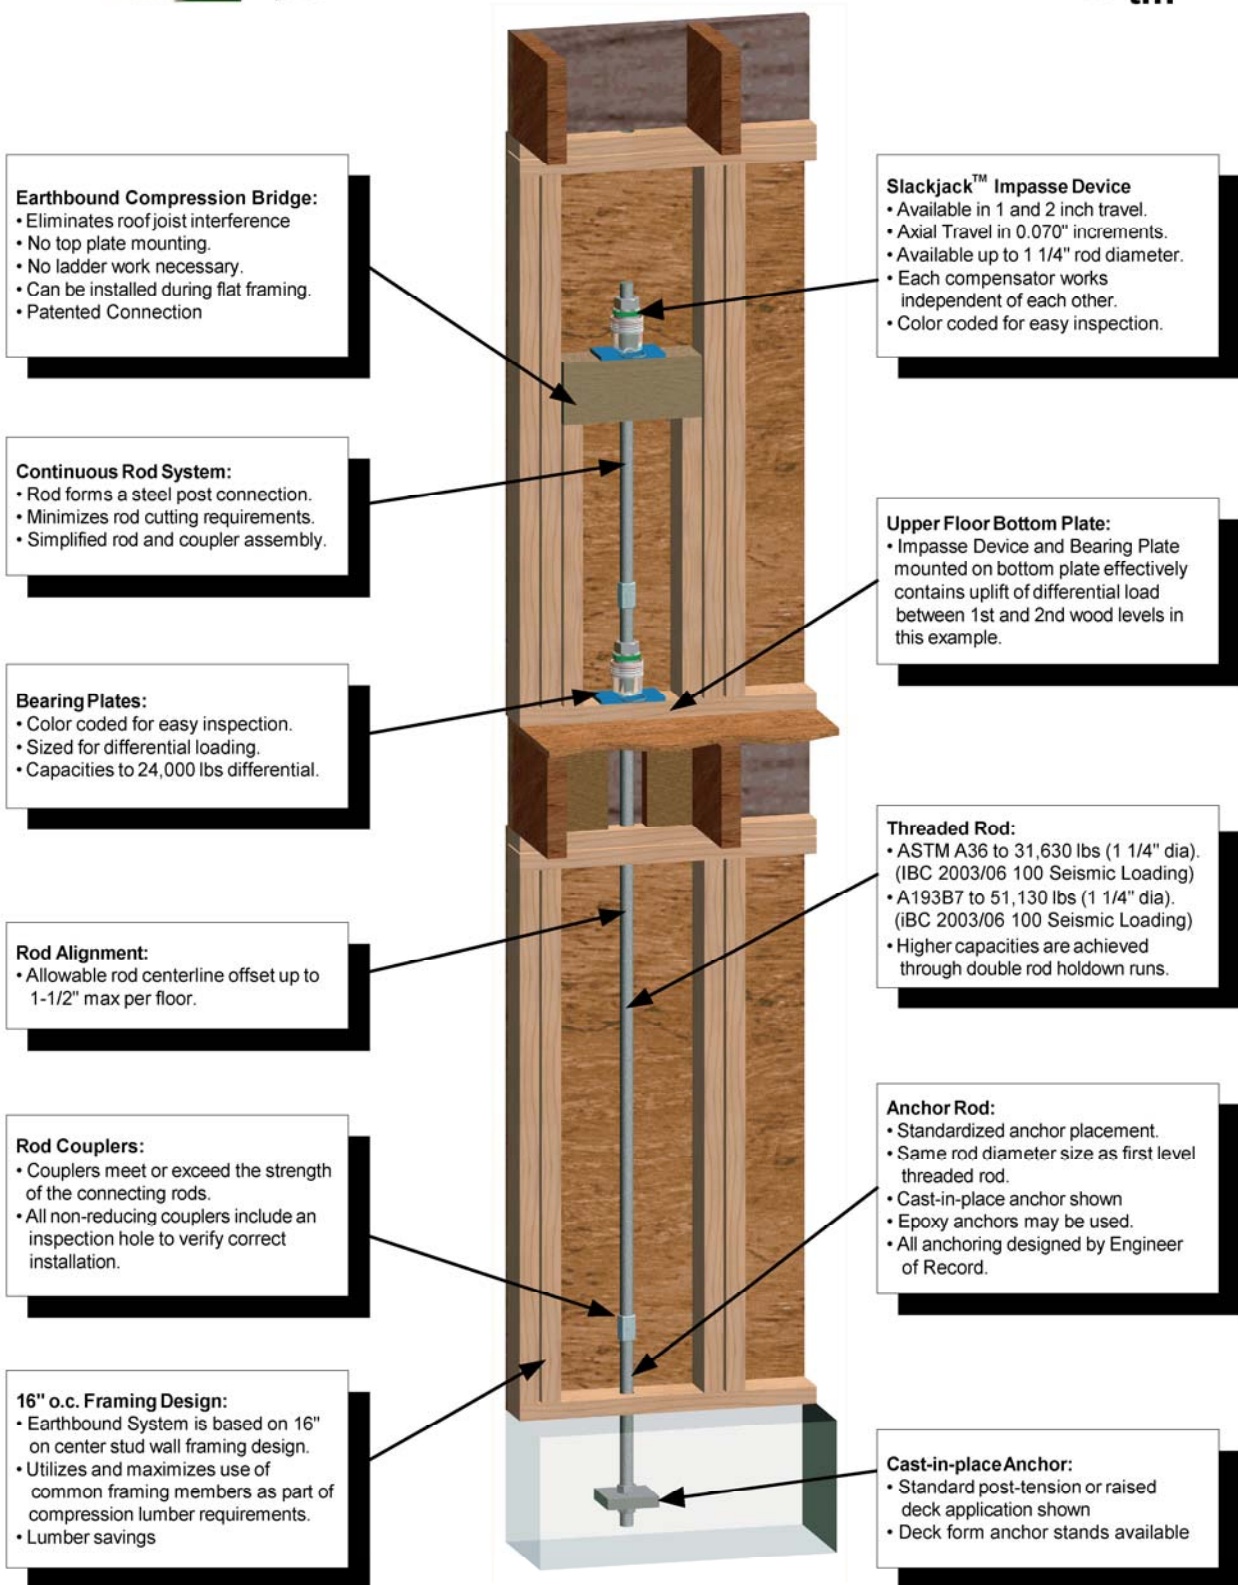 tm
Earthbound Compression Bridge:
• Eliminates roof joist interference
• No top plate mounting.
• No ladder work necessary.
• Can be installed during flat framing.
• Patented Connection
Continuous Rod System:
• Rod forms a steel post connection.
• Minimizes rod cutting requirements.
• Simplified rod and coupler assembly.
Bearing Plates:
• Color coded for easy inspection.
• Sized for differential loading.
• Capacities to 24,000 lbs differential.
Rod Alignment:
• Allowable rod centerline offset up to
1-1/2" max per floor.
Rod Couplers:
• Couplers meet or exceed the strength
of the connecting rods.
• All non-reducing couplers include an
inspection hole to verify correct
installation.
16" o.c. Framing Design:
• Earthbound System is based on 16"
on center stud wall framing design.
• Utilizes and maximizes use of
common framing members as part of
compression lumber requirements.
• Lumber savings
Slackjack™ Impasse Device
• Available in 1 and 2 inch travel.
• Axial Travel in 0.070" increments.
• Available up to 1 1/4" rod diameter.
• Each compensator works
independent of each other.
• Color coded for easy inspection.
Upper Floor Bottom Plate:
• Impasse Device and Bearing Plate
mounted on bottom plate effectively
contains uplift of differential load
between 1st and 2nd wood levels in
this example.
Threaded Rod:
• ASTM A36 to 31,630 lbs (1 1/4" dia).
(IBC 2003/06 100 Seismic Loading)
• A193B7 to 51,130 lbs (1 1/4" dia).
(iBC 2003/06 100 Seismic Loading)
• Higher capacities are achieved
through double rod holdown runs.
Anchor Rod:
• Standardized anchor placement.
• Same rod diameter size as first level
threaded rod.
• Cast-in-place anchor shown
• Epoxy anchors may be used.
• All anchoring designed by Engineer
of Record.
Cast-in-place Anchor:
• Standard post-tension or raised
deck application shown
• Deck form anchor stands available